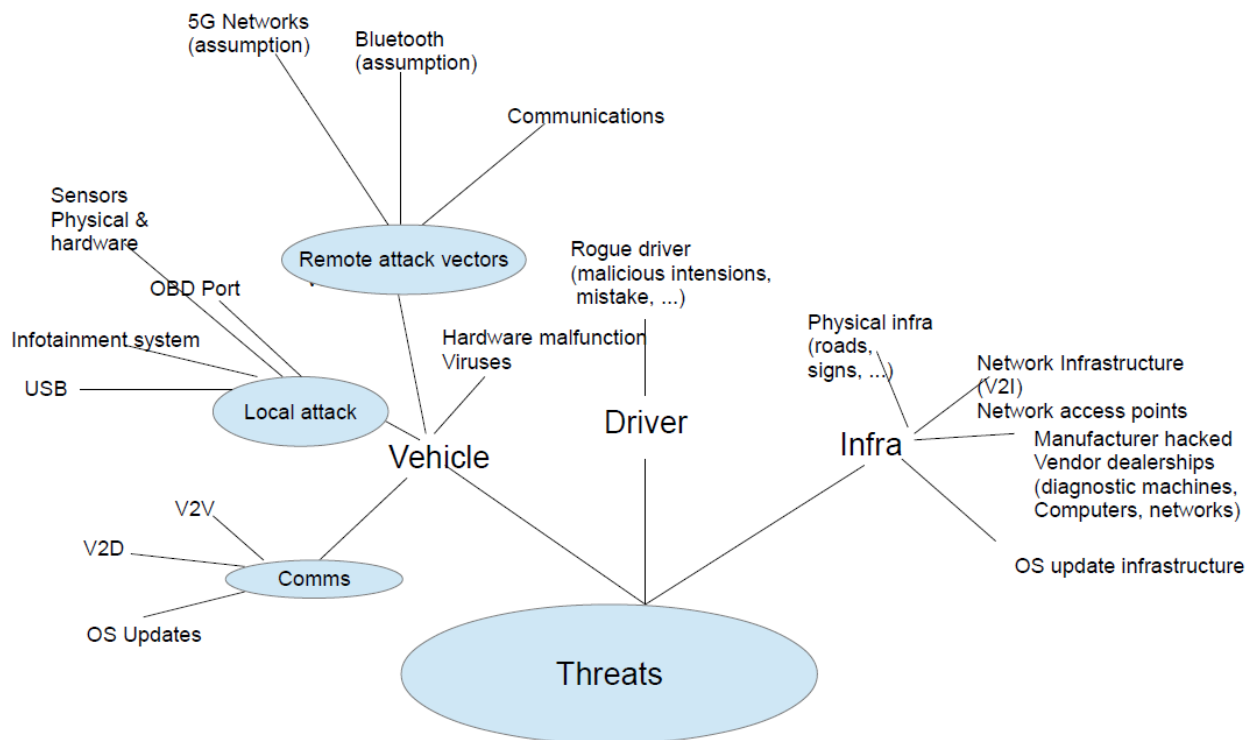 5G Networks
(assumption)
Bluetooth
(assumption)
Communications
Sensors
Physical &
hardware
Remote attack vectors
Rogue driver
(malicious intensions,
mistake, ...)
OBD Port
Infotainment system
USB
Local attack
Hardware malfunction
Viruses
Physical infra
(roads,
signs, ...)
Network Infrastructure
(V2I)
Network access points
Manufacturer hacked
Vendor dealerships
(diagnostic machines,
Computers, networks)
OS update infrastructure
Vehicle
Driver
Infra
V2V
V2D
Comms
OS Updates
Threats